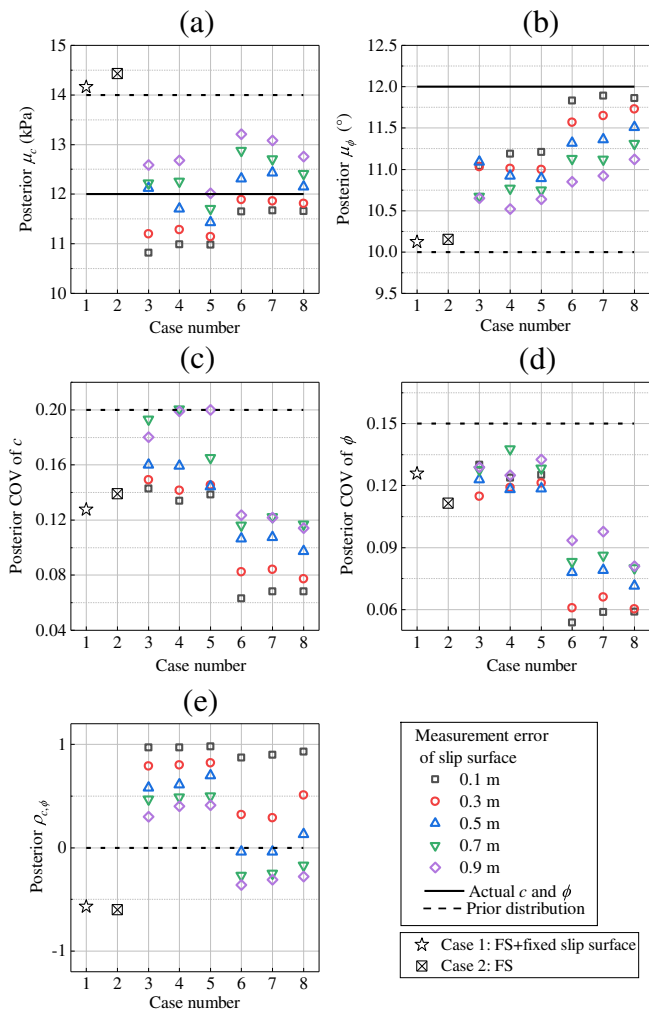 (a)
15
14
13
12
11
10
Posterior μc (kPa)
1 2 3 4 5 6 7 8
Case number
(b)
12.5
12.0
11.5
11.0
10.5
10.0
9.5
Posterior μϕ (°)
1 2 3 4 5 6 7 8
Case number
(c)
0.20
0.16
0.12
0.08
0.04
Posterior COV of c
1 2 3 4 5 6 7 8
Case number
(d)
0.15
0.12
0.09
0.06
Posterior COV of ϕ
1 2 3 4 5 6 7 8
Case number
(e)
1
0
-1
Posterior ρc,ϕ
1 2 3 4 5 6 7 8
Case number
Measurement error
of slip surface
0.1 m
0.3 m
0.5 m
0.7 m
0.9 m
Actual c and ϕ
Prior distribution
Case 1: FS+fixed slip surface
Case 2: FS